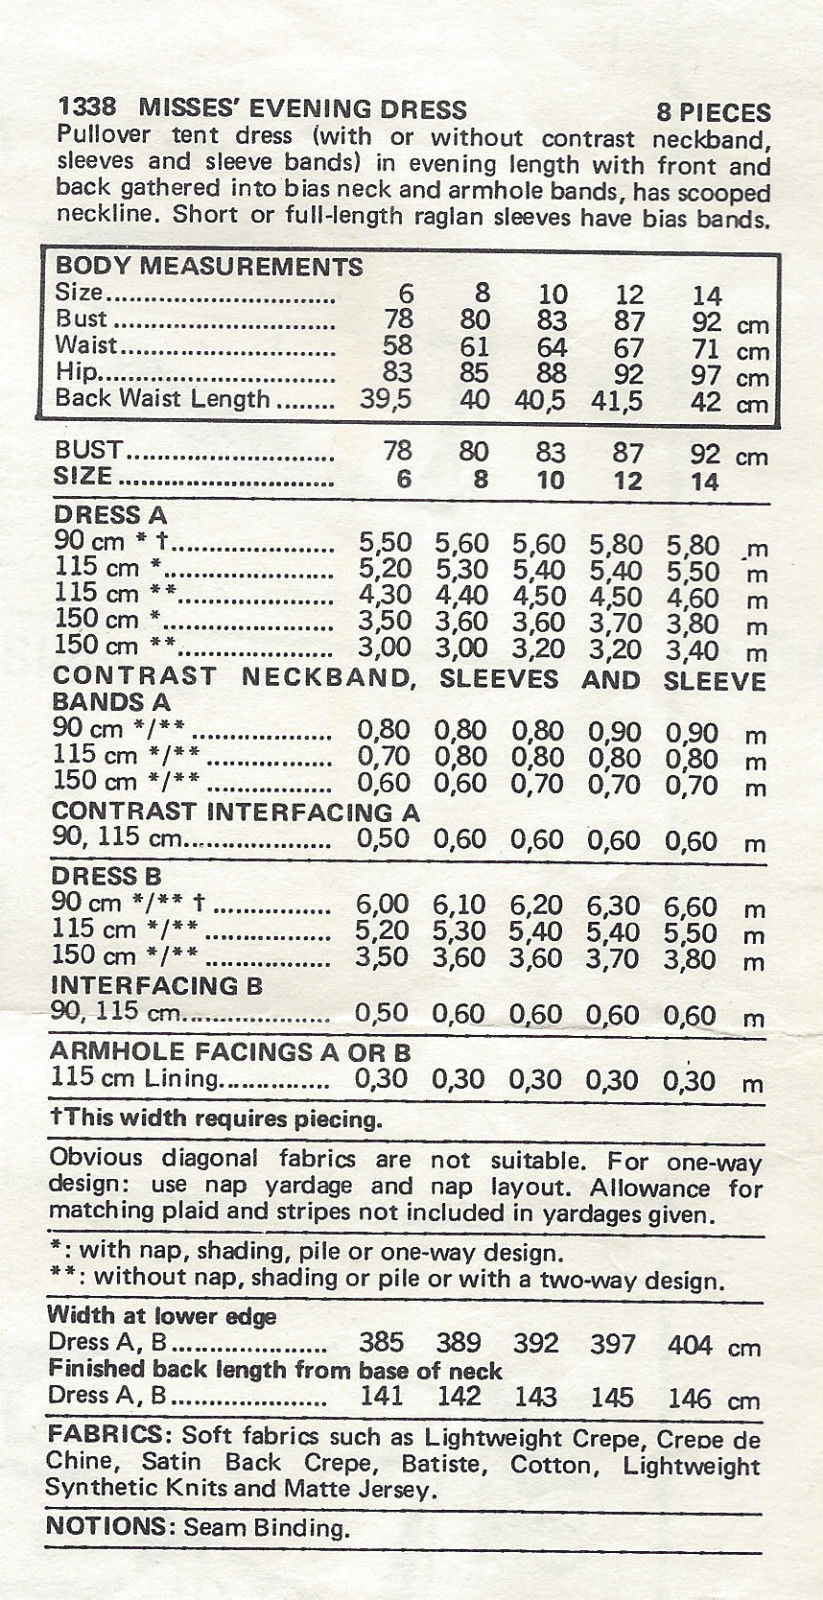 1338 MISSES' EVENING DRESS 8 PIECES
Pullover tent dress (with or without contrast neckband,
sleeves and sleeve bands) in evening length with front and
back gathered into bias neck and armhole bands, has scooped
neckline. Short or full-length raglan sleeves have bias bands.
BODY MEASUREMENTS
Size.............................. 6 8 10 12 14
Bust ............................. 78 80 83 87 92 cm
Waist............................ 58 61 64 67 71 cm
Hip............................... 83 85 88 92 97 cm
Back Waist Length ........ 39,5 40 40,5 41,5 42 cm
BUST........................... 78 80 83 87 92 cm
SIZE ............................ 6 8 10 12 14
DRESS A
90 cm * †..................... 5,50 5,60 5,60 5,80 5,80 m
115 cm *...................... 5,20 5,30 5,40 5,40 5,50 m
115 cm **.................... 4,30 4,40 4,50 4,50 4,60 m
150 cm *...................... 3,50 3,60 3,60 3,70 3,80 m
150 cm **.................... 3,00 3,00 3,20 3,20 3,40 m
CONTRAST NECKBAND, SLEEVES AND SLEEVE
BANDS A
90 cm */** .................. 0,80 0,80 0,80 0,90 0,90 m
115 cm */** ................ 0,70 0,80 0,80 0,80 0,80 m
150 cm */** ................ 0,60 0,60 0,70 0,70 0,70 m
CONTRAST INTERFACING A
90, 115 cm................... 0,50 0,60 0,60 0,60 0,60 m
DRESS B
90 cm */** † ............... 6,00 6,10 6,20 6,30 6,60 m
115 cm */** ................ 5,20 5,30 5,40 5,40 5,50 m
150 cm */** ................ 3,50 3,60 3,60 3,70 3,80 m
INTERFACING B
90, 115 cm................... 0,50 0,60 0,60 0,60 0,60 m
ARMHOLE FACINGS A OR B
115 cm Lining.............. 0,30 0,30 0,30 0,30 0,30 m
†This width requires piecing.
Obvious diagonal fabrics are not suitable. For one-way
design: use nap yardage and nap layout. Allowance for
matching plaid and stripes not included in yardages given.
*: with nap, shading, pile or one-way design.
**: without nap, shading or pile or with a two-way design.
Width at lower edge
Dress A, B.................... 385 389 392 397 404 cm
Finished back length from base of neck
Dress A, B.................... 141 142 143 145 146 cm
FABRICS: Soft fabrics such as Lightweight Crepe, Crepe de
Chine, Satin Back Crepe, Batiste, Cotton, Lightweight
Synthetic Knits and Matte Jersey.
NOTIONS: Seam Binding.